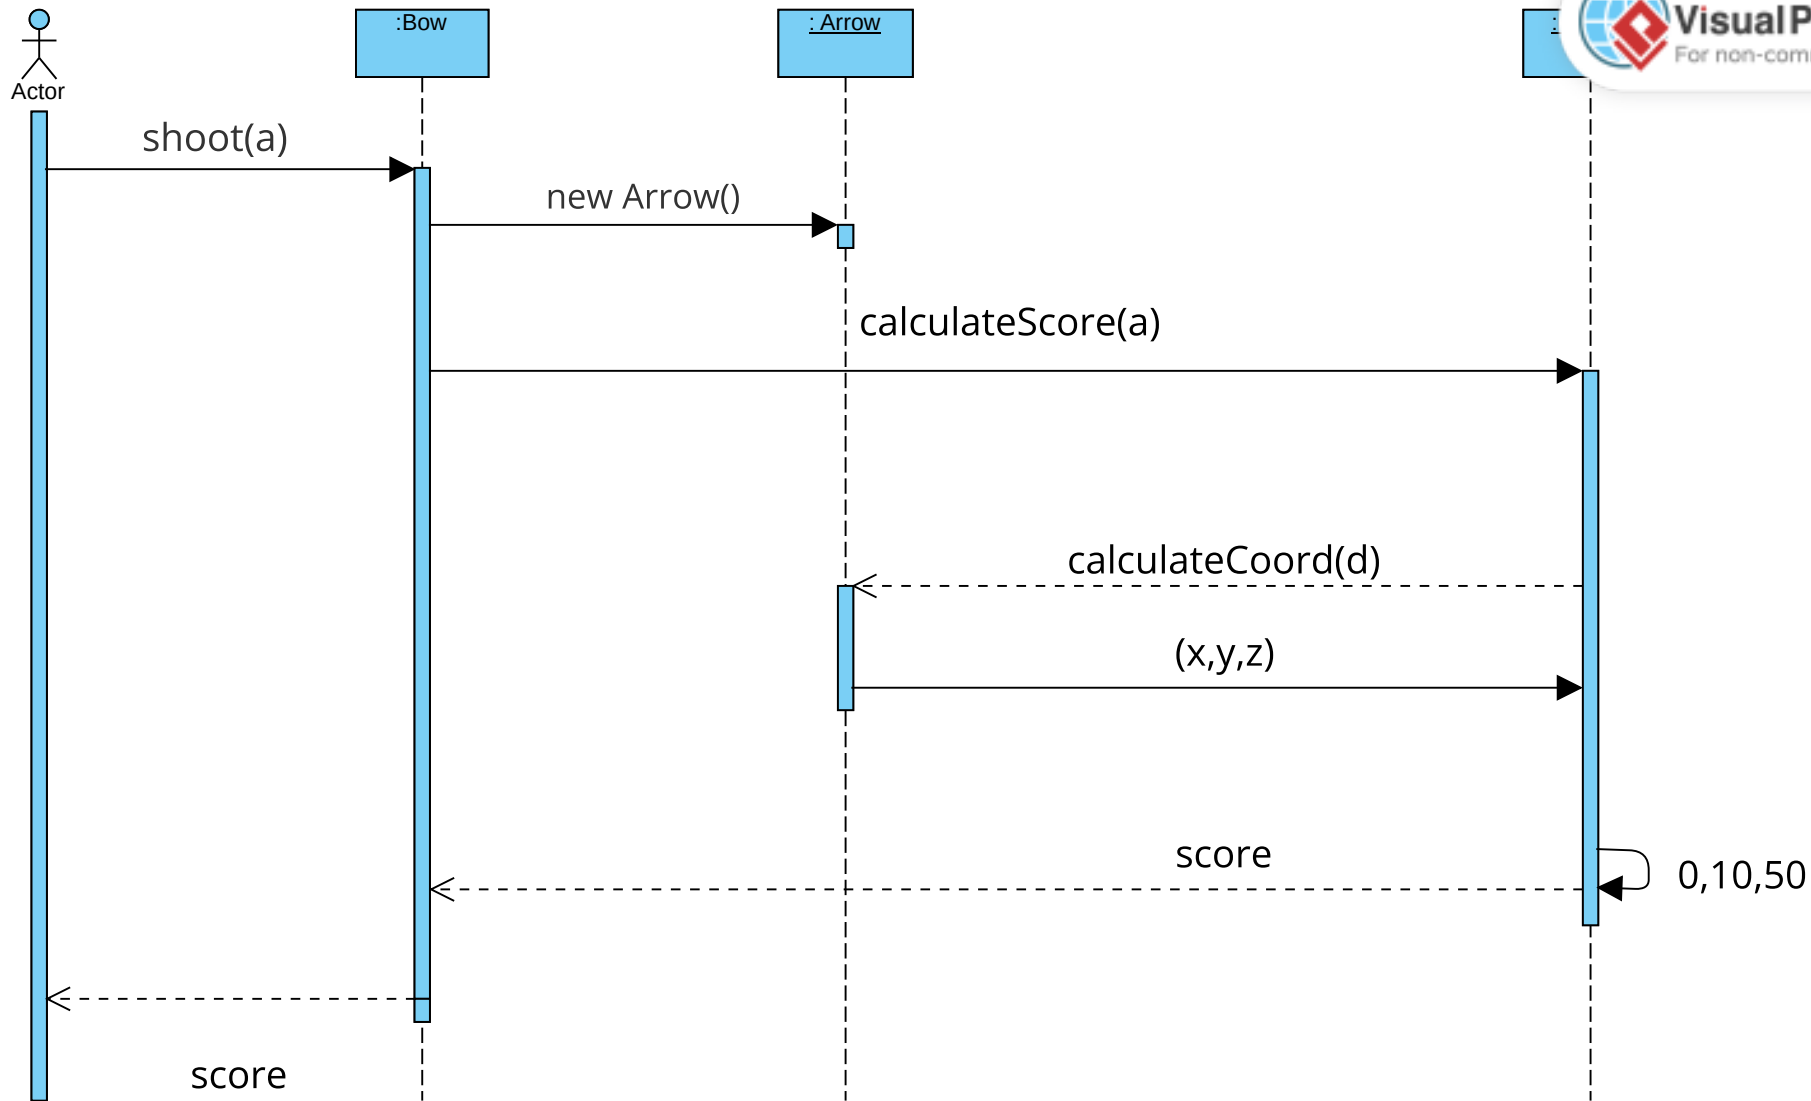 :Bow
: Arrow
:
Visual P
For non-com
Actor
shoot(a)
new Arrow()
calculateScore(a)
calculateCoord(d)
(x,y,z)
score
0,10,50
score